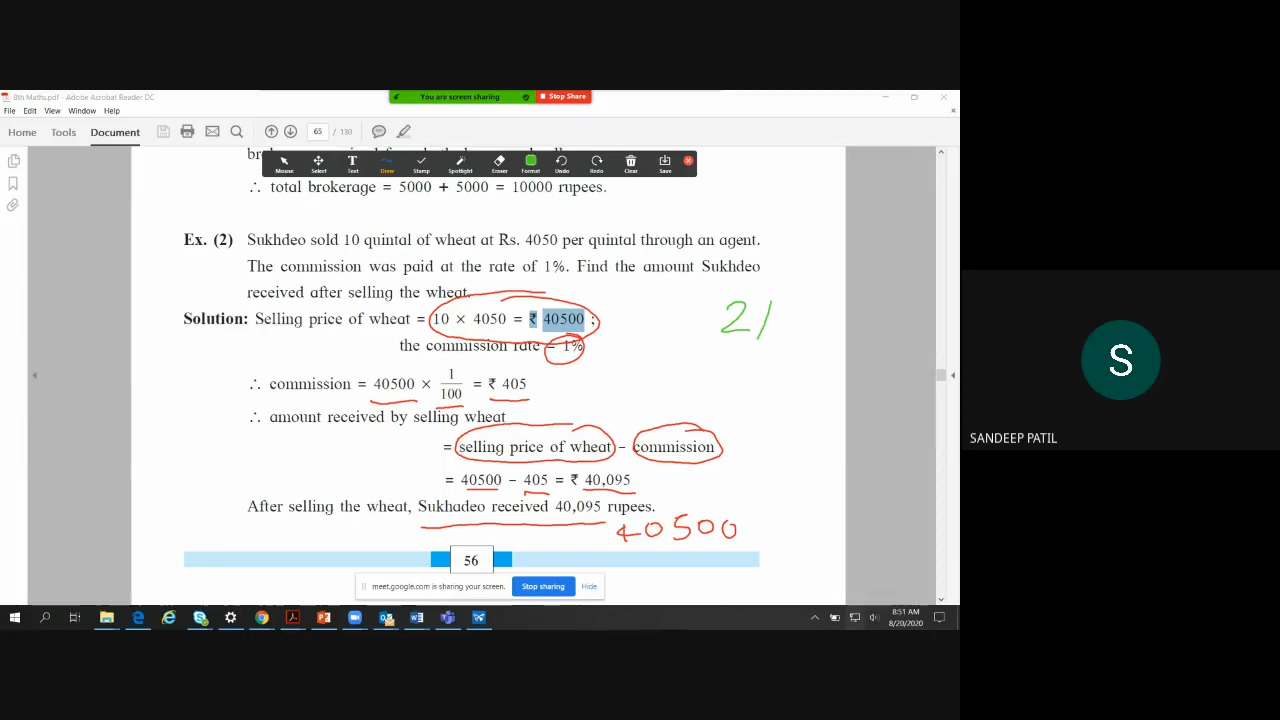 8th Maths.pdf - Adobe Acrobat Reader DC
You are screen sharing Stop Share
File Edit View Window Help
Home Tools Document 65 / 130
Mouse Select Text Draw Stamp Spotlight Eraser Format Undo Redo Clear Save
∴ total brokerage = 5000 + 5000 = 10000 rupees.
Ex. (2) Sukhdeo sold 10 quintal of wheat at Rs. 4050 per quintal through an agent.
The commission was paid at the rate of 1%. Find the amount Sukhdeo
received after selling the wheat.
Solution: Selling price of wheat = 10 × 4050 = ₹ 40500 ;
2/
the commission rate = 1%
∴ commission = 40500 × 1/100 = ₹ 405
∴ amount received by selling wheat
= selling price of wheat − commission
= 40500 − 405 = ₹ 40,095
After selling the wheat, Sukhadeo received 40,095 rupees.
40500
56
meet.google.com is sharing your screen. Stop sharing Hide
8:51 AM
8/20/2020
S
SANDEEP PATIL